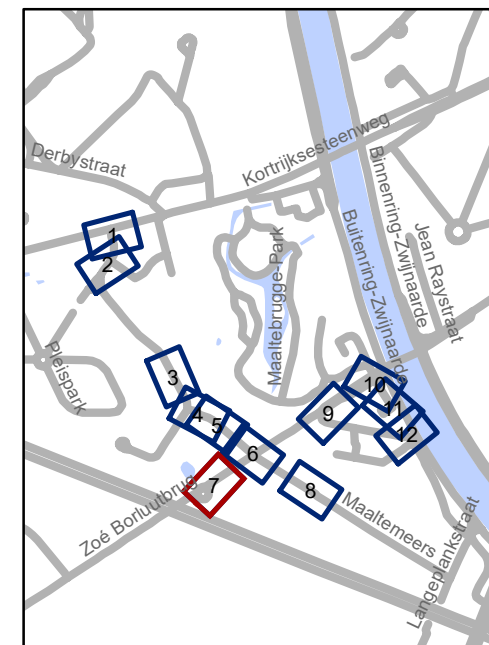 Derbystraat
Kortrijksesteenweg
Binnenring-Zwijnaarde
Jean Raystraat
Buitenring-Zwijnaarde
Maaltebrugge-Park
Pleispark
1
2
3
4
5
6
7
8
9
10
11
12
Zoé Borluutbrug
Maaltemeers
Langeplankstraat